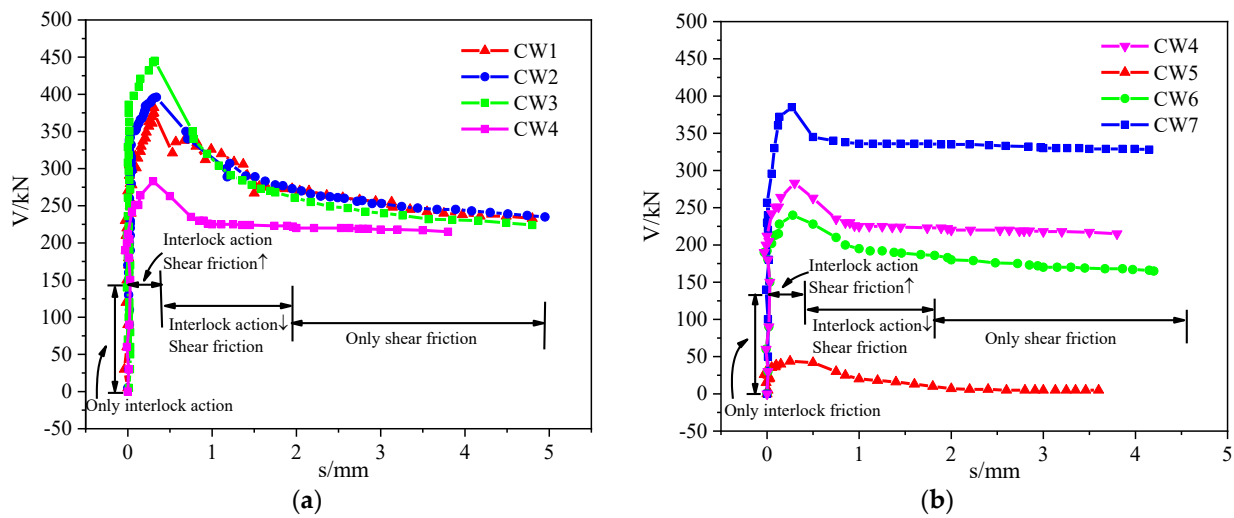 V/kN
500
450
400
350
300
250
200
150
100
50
0
-50
CW1
CW2
CW3
CW4
Interlock action
Shear friction↑
Interlock action↓
Shear friction
Only shear friction
Only interlock action
0
1
2
3
4
5
s/mm
(a)
V/kN
500
450
400
350
300
250
200
150
100
50
0
-50
CW4
CW5
CW6
CW7
Interlock action
Shear friction↑
Interlock action↓
Shear friction
Only shear friction
Only interlock friction
0
1
2
3
4
5
s/mm
(b)